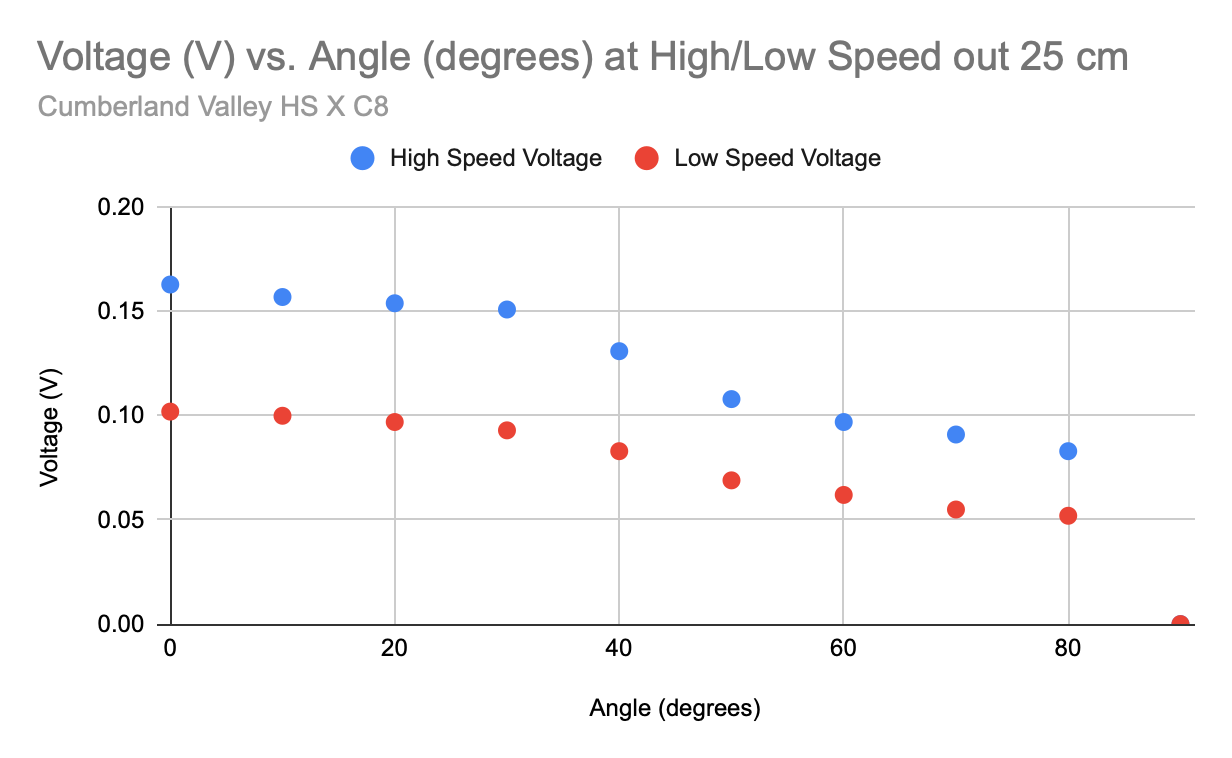 Voltage (V) vs. Angle (degrees) at High/Low Speed out 25 cm
Cumberland Valley HS X C8
High Speed Voltage Low Speed Voltage
0.20
0.15
0.10
0.05
0.00
Voltage (V)
0 20 40 60 80
Angle (degrees)